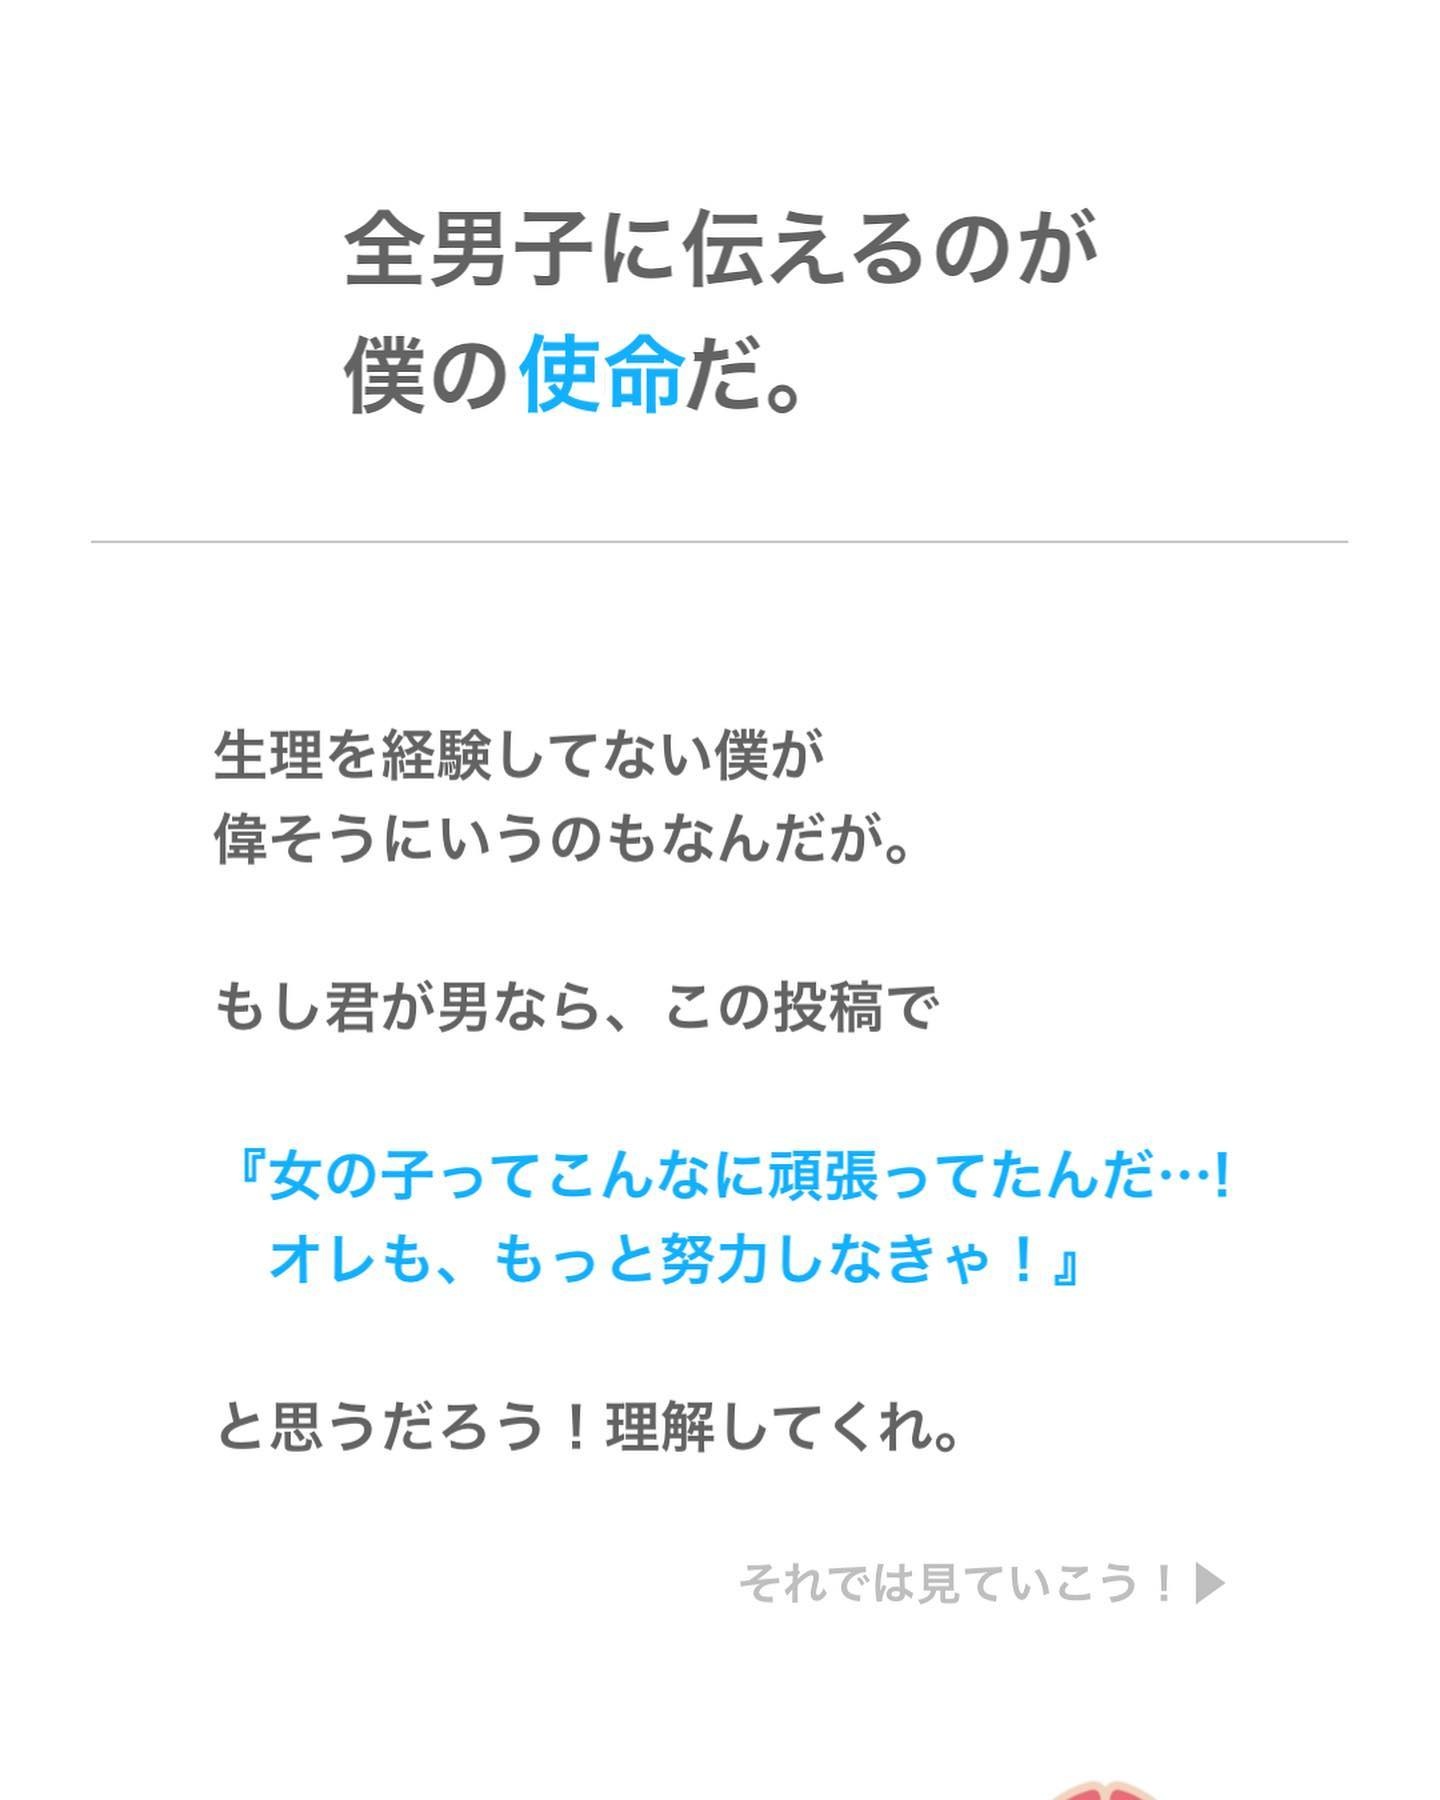 全男子に伝えるのが
僕の使命だ。
生理を経験してない僕が
偉そうにいうのもなんだが。
もし君が男なら、この投稿で
『女の子ってこんなに頑張ってたんだ…!
オレも、もっと努力しなきゃ！』
と思うだろう！理解してくれ。
それでは見ていこう！▶